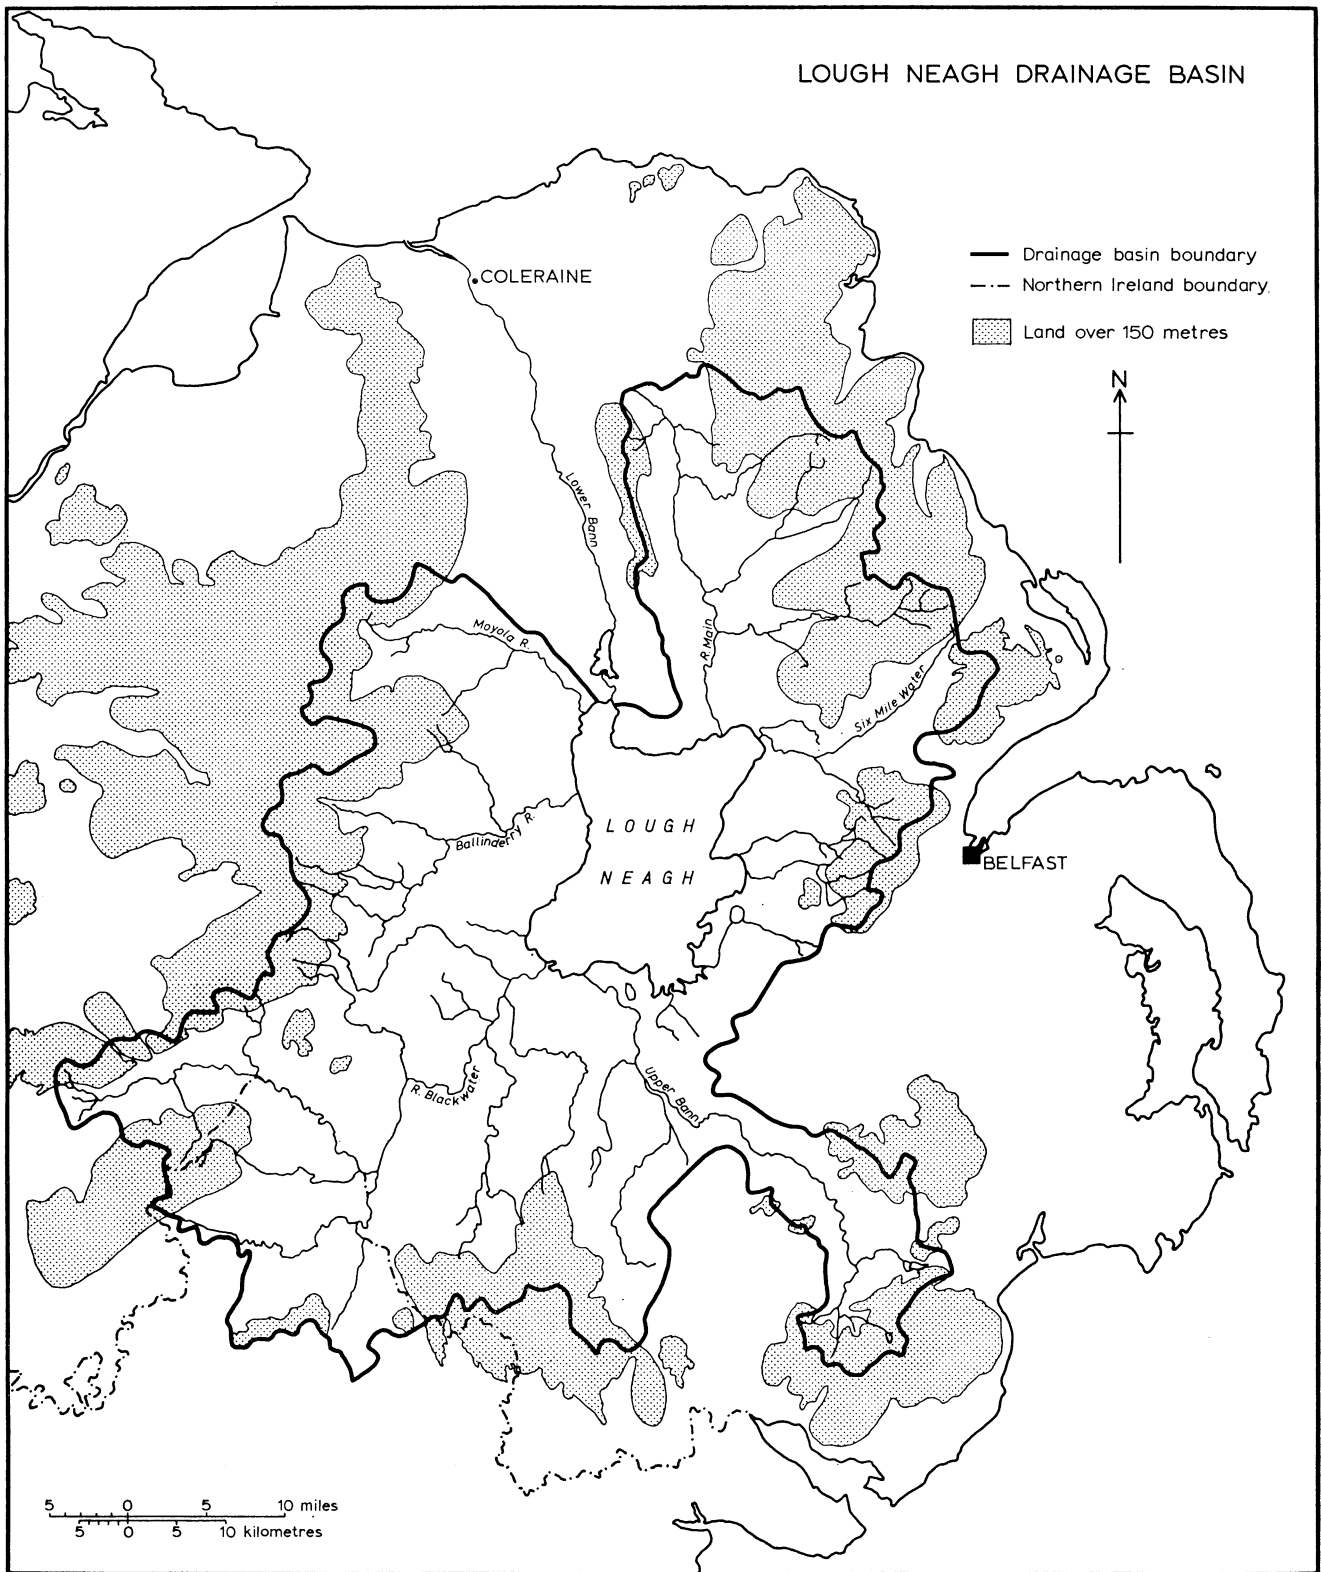 LOUGH NEAGH DRAINAGE BASIN
Drainage basin boundary
Northern Ireland boundary.
Land over 150 metres
N
COLERAINE
Lower Bann
Moyola R.
R. Main
Six Mile Water
LOUGH
NEAGH
Ballinderry R.
BELFAST
R. Blackwater
Upper Bann
5 0 5 10 miles
5 0 5 10 kilometres